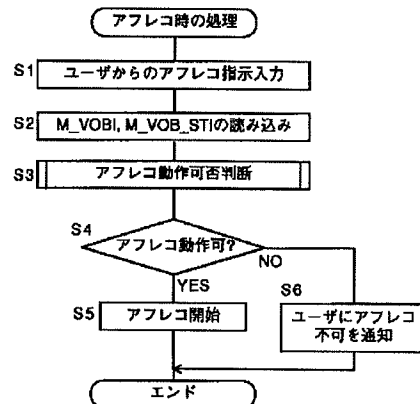 アフレコ時の処理
S1
ユーザからのアフレコ指示入力
S2
M_VOBI, M_VOB_STIの読み込み
S3
アフレコ動作可否判断
S4
アフレコ動作可?
NO
YES
S5
アフレコ開始
S6
ユーザにアフレコ
不可を通知
エンド